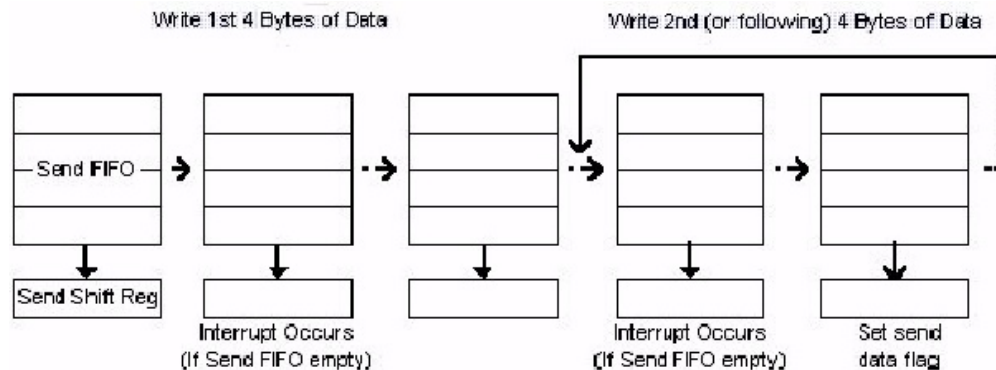 Write 1st 4 Bytes of Data
Write 2nd (or following) 4 Bytes of Data
Send FIFO
Send Shift Reg
Interrupt Occurs
(If Send FIFO empty)
Interrupt Occurs
(If Send FIFO empty)
Set send
data flag